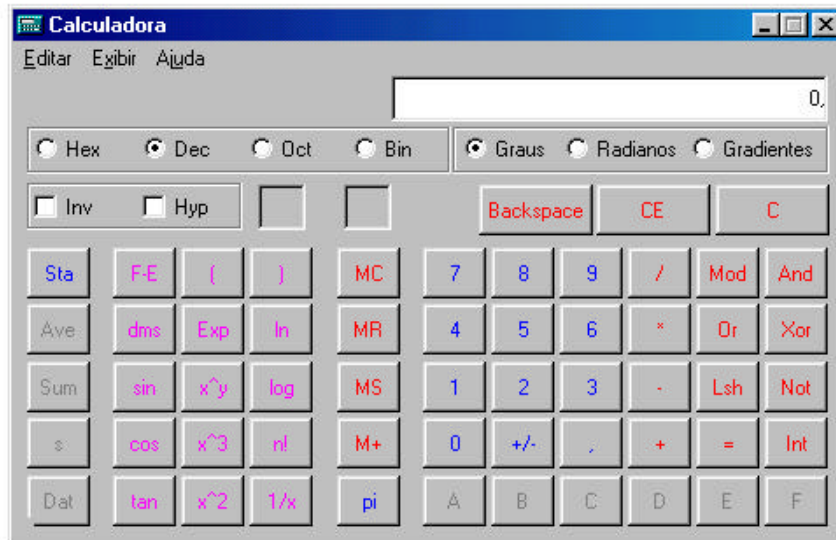 Calculadora
Editar Exibir Ajuda
0,
Hex Dec Oct Bin Graus Radianos Gradientes
Inv Hyp Backspace CE C
Sta F-E ( ) MC 7 8 9 / Mod And
Ave dms Exp ln MR 4 5 6 * Or Xor
Sum sin x^y log MS 1 2 3 - Lsh Not
s cos x^3 n! M+ 0 +/- , + = Int
Dat tan x^2 1/x pi A B C D E F